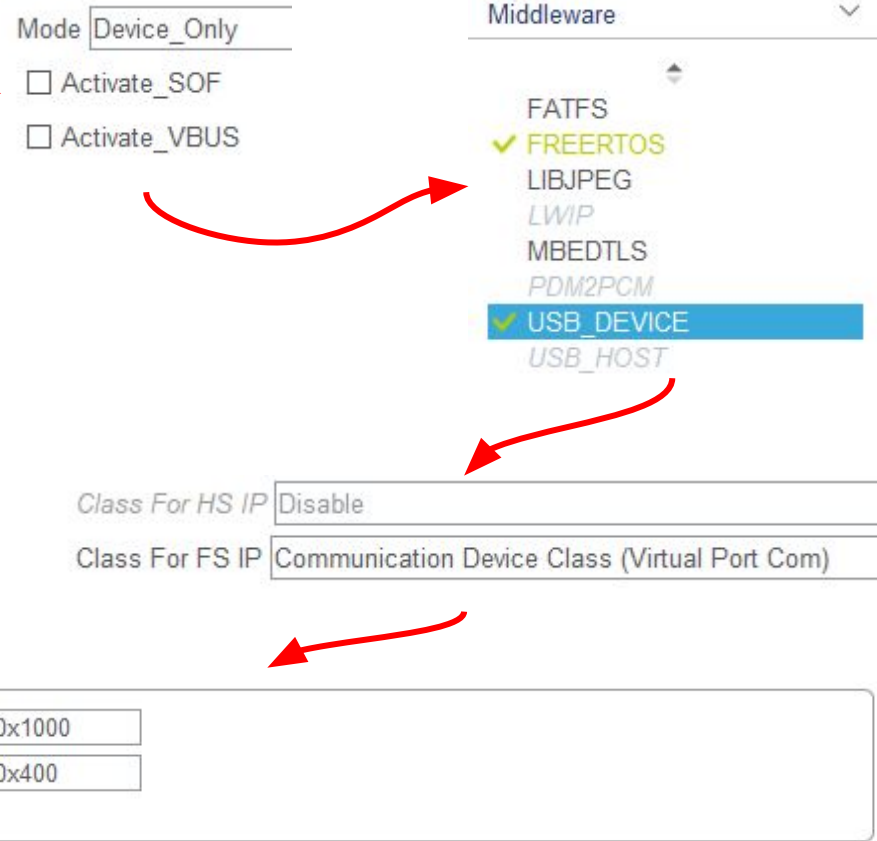 Mode Device_Only
Activate_SOF
Activate_VBUS
Middleware
FATFS
FREERTOS
LIBJPEG
LWIP
MBEDTLS
PDM2PCM
USB_DEVICE
USB_HOST
Class For HS IP Disable
Class For FS IP Communication Device Class (Virtual Port Com)
0x1000
0x400